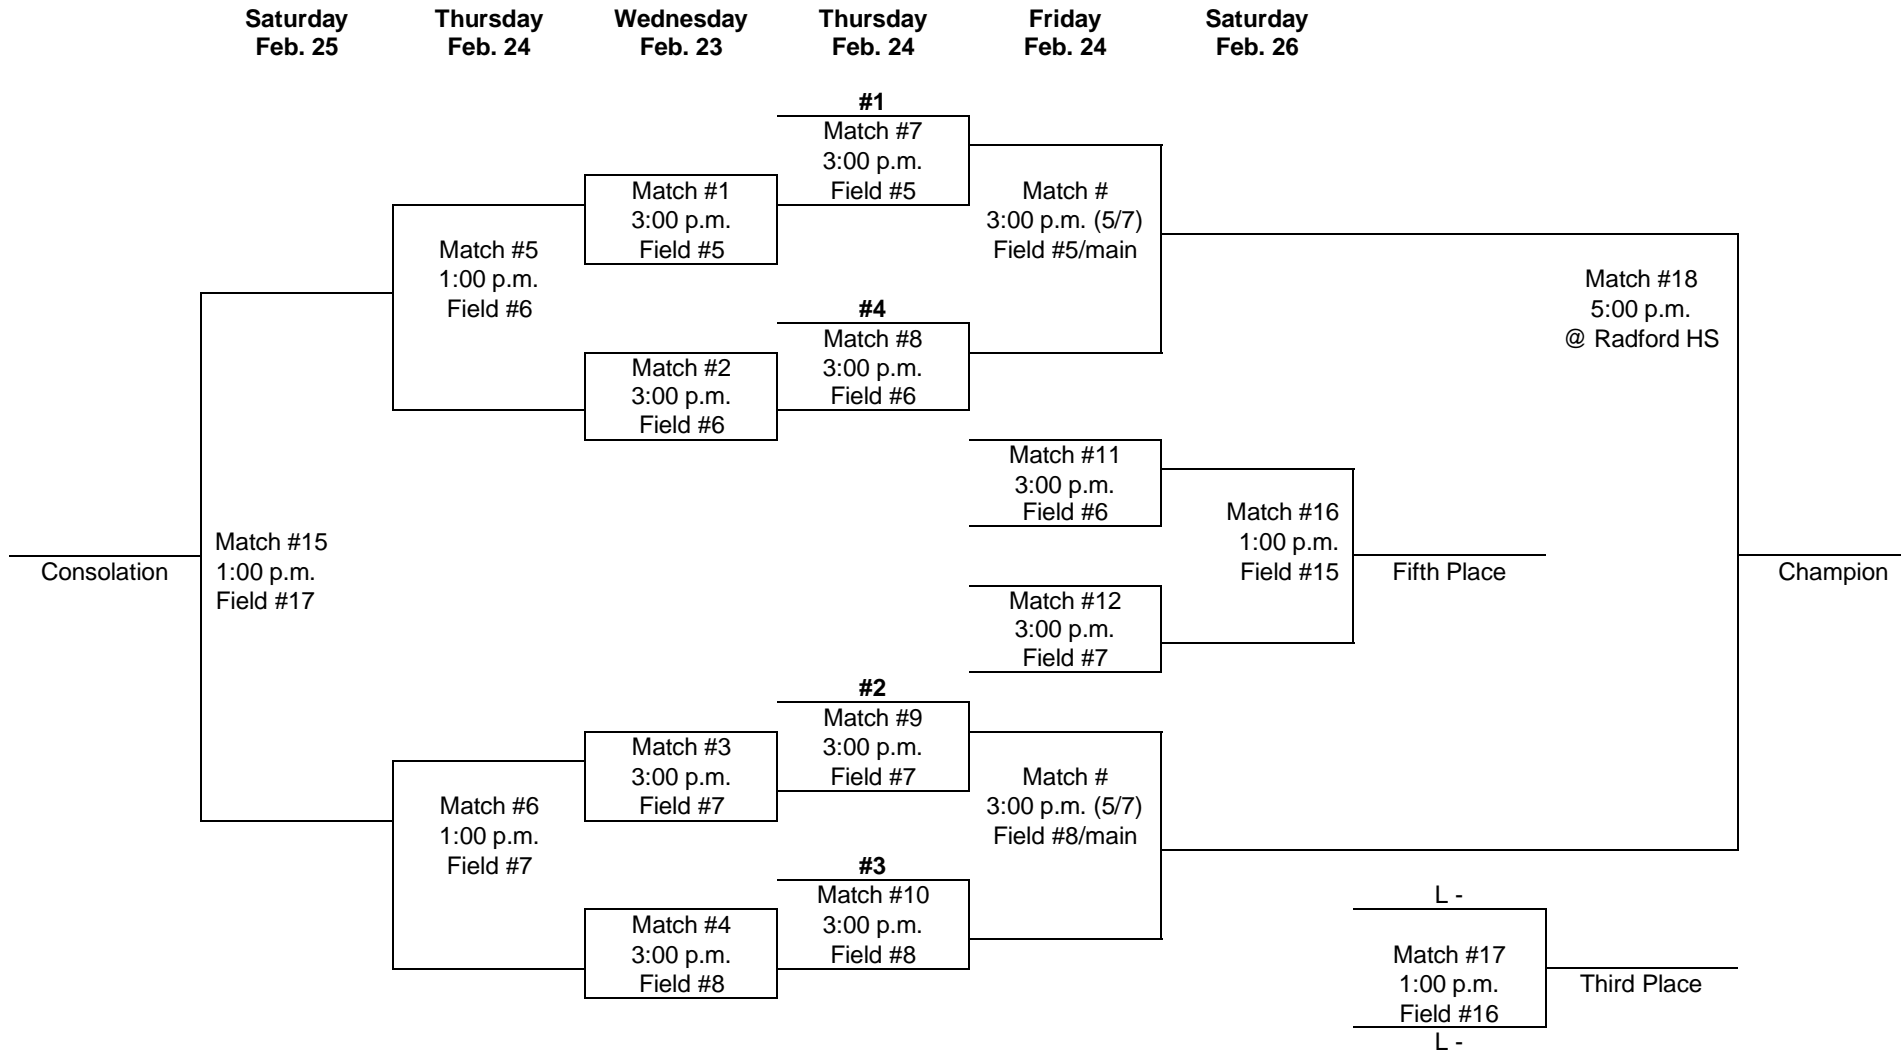 Saturday
Feb. 25
Thursday
Feb. 24
Wednesday
Feb. 23
Thursday
Feb. 24
Friday
Feb. 24
Saturday
Feb. 26
#1
Match #7
3:00 p.m.
Field #5
Match #1
3:00 p.m.
Field #5
Match #
3:00 p.m. (5/7)
Field #5/main
Match #5
1:00 p.m.
Field #6
Match #18
5:00 p.m.
@ Radford HS
#4
Match #8
3:00 p.m.
Field #6
Match #2
3:00 p.m.
Field #6
Match #11
3:00 p.m.
Field #6
Match #16
1:00 p.m.
Field #15
Match #15
1:00 p.m.
Field #17
Consolation
Fifth Place
Champion
Match #12
3:00 p.m.
Field #7
#2
Match #9
3:00 p.m.
Field #7
Match #3
3:00 p.m.
Field #7
Match #
3:00 p.m. (5/7)
Field #8/main
Match #6
1:00 p.m.
Field #7
#3
Match #10
3:00 p.m.
Field #8
Match #4
3:00 p.m.
Field #8
L -
Match #17
1:00 p.m.
Field #16
Third Place
L -